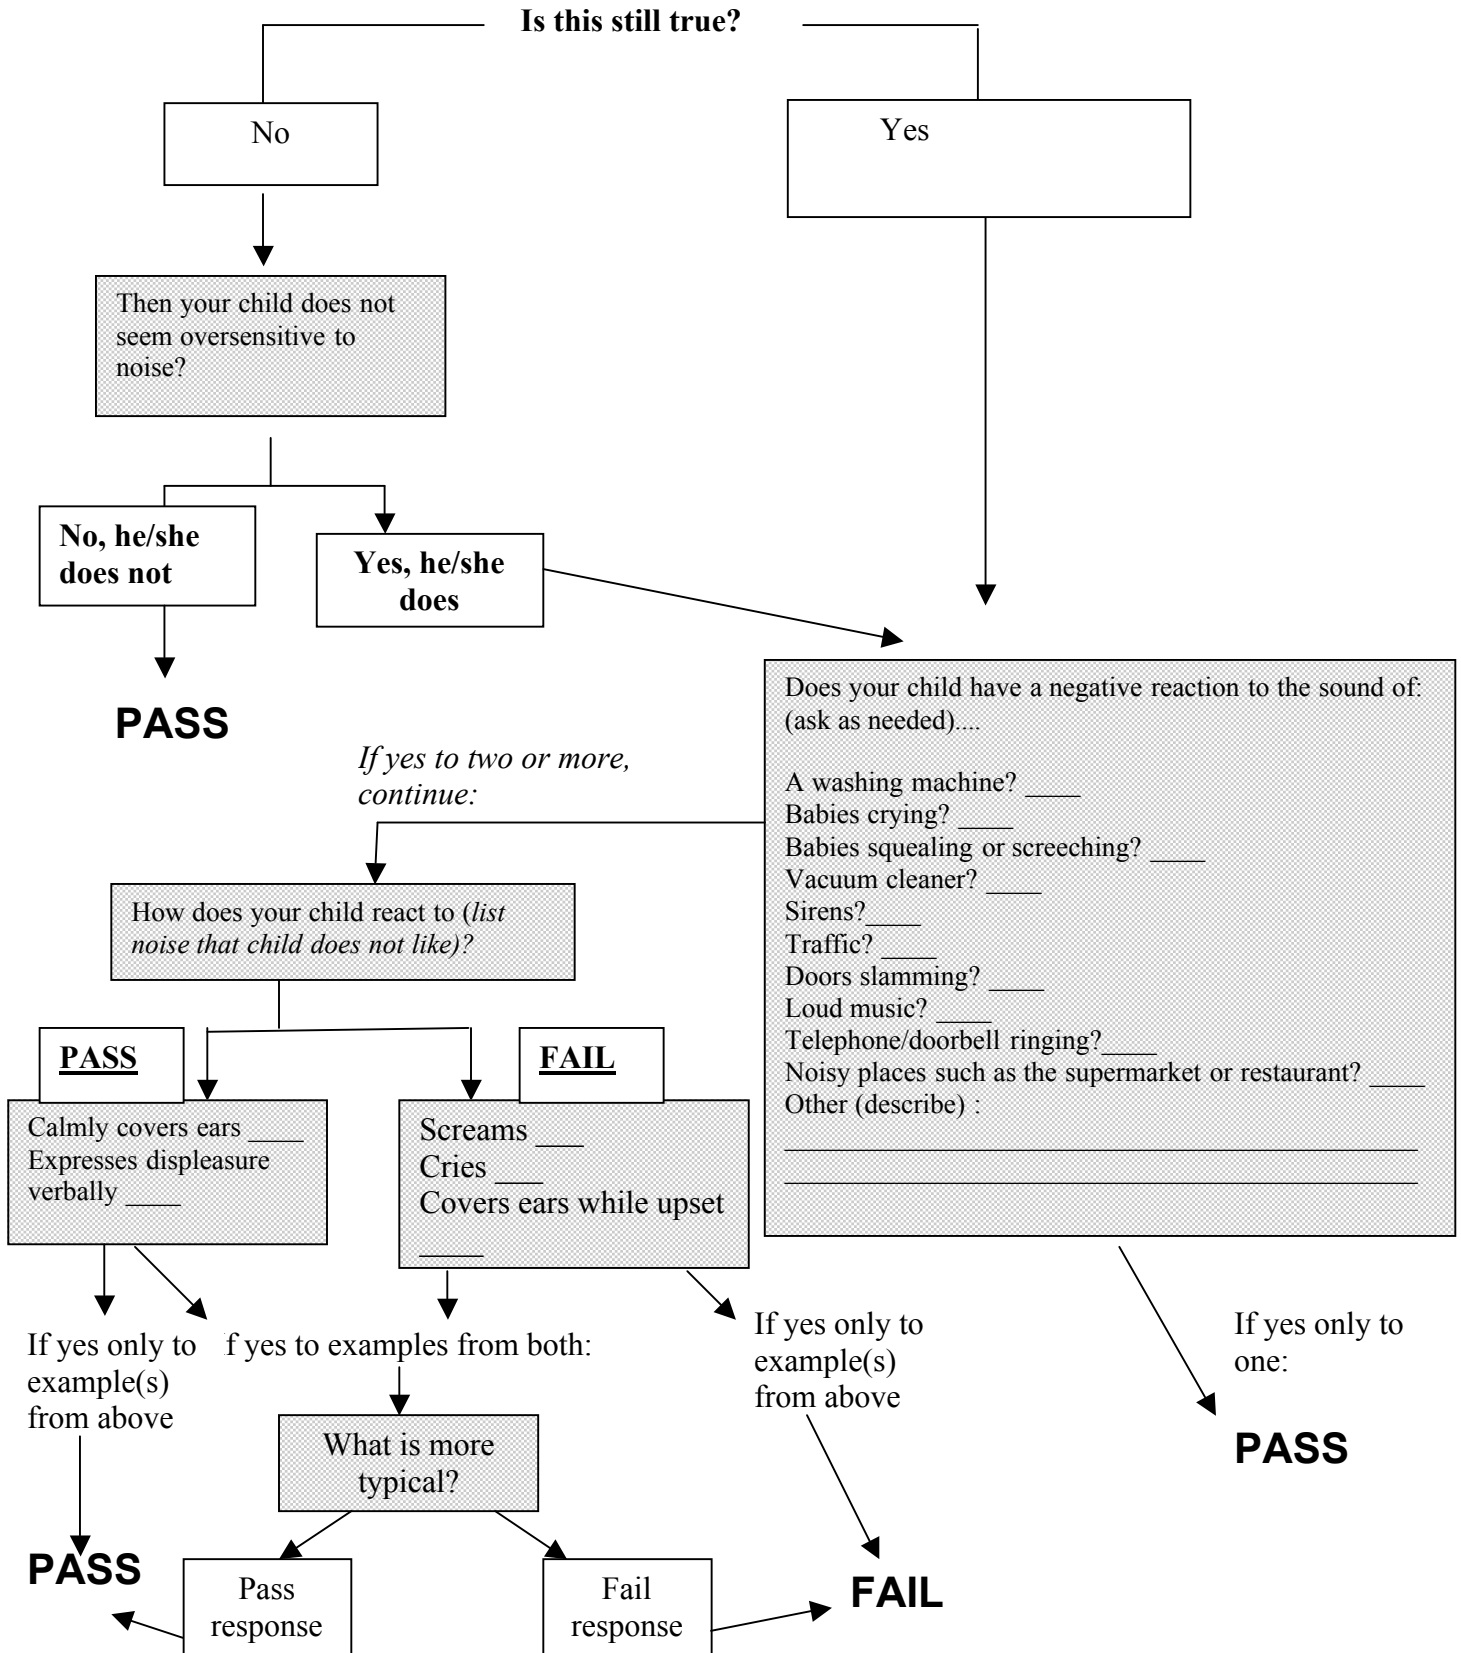 Is this still true?
No
Yes
Then your child does not
seem oversensitive to
noise?
No, he/she
does not
Yes, he/she
does
PASS
Does your child have a negative reaction to the sound of:
(ask as needed)....
A washing machine? ____
Babies crying? ____
Babies squealing or screeching? ____
Vacuum cleaner? ____
Sirens?____
Traffic? ____
Doors slamming? ____
Loud music? ____
Telephone/doorbell ringing?____
Noisy places such as the supermarket or restaurant? ____
Other (describe) :
If yes to two or more,
continue:
How does your child react to (list
noise that child does not like)?
PASS
Calmly covers ears ____
Expresses displeasure
verbally ____
FAIL
Screams ___
Cries ___
Covers ears while upset
____
If yes only to
example(s)
from above
f yes to examples from both:
If yes only to
example(s)
from above
If yes only to
one:
PASS
What is more
typical?
PASS
Pass
response
Fail
response
FAIL